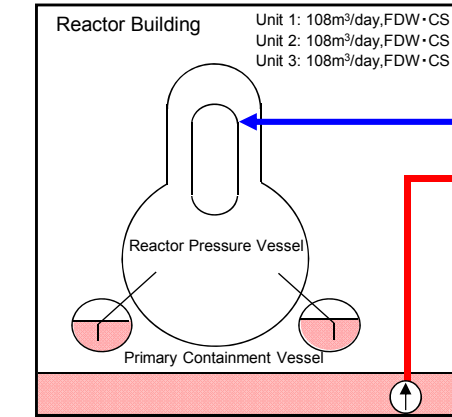 Reactor Building
Unit 1: 108m³/day,FDW・CS
Unit 2: 108m³/day,FDW・CS
Unit 3: 108m³/day,FDW・CS
Reactor Pressure Vessel
Primary Containment Vessel